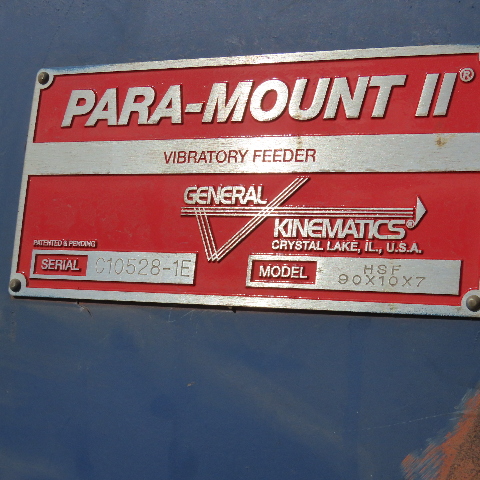 PARA-MOUNT II®
VIBRATORY FEEDER
GENERAL
KINEMATICS®
CRYSTAL LAKE, IL., U.S.A.
PATENTED & PENDING
SERIAL 010528-1E
MODEL HSF
90X10X7